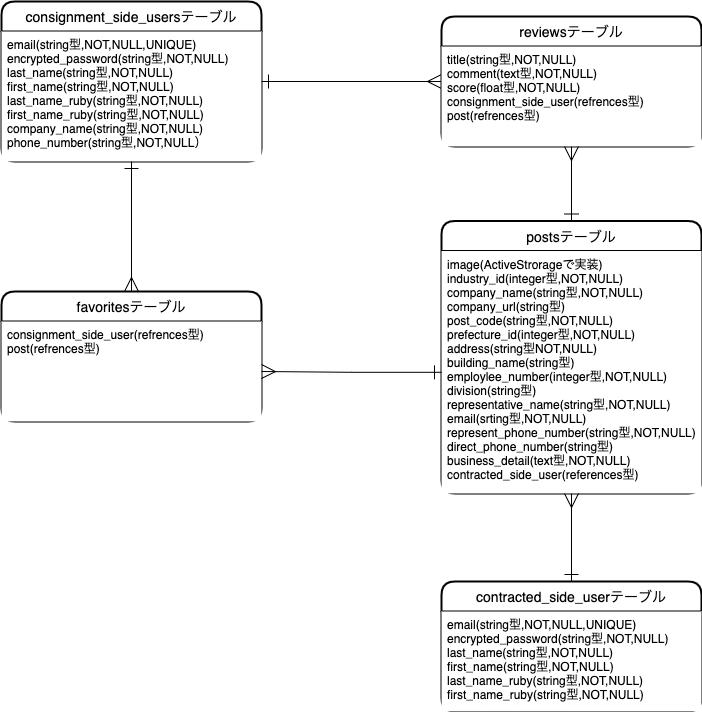 consignment_side_usersテーブル
email(string型,NOT,NULL,UNIQUE)
encrypted_password(string型,NOT,NULL)
last_name(string型,NOT,NULL)
first_name(string型,NOT,NULL)
last_name_ruby(string型,NOT,NULL)
first_name_ruby(string型,NOT,NULL)
company_name(string型,NOT,NULL)
phone_number(string型,NOT,NULL）
reviewsテーブル
title(string型,NOT,NULL)
comment(text型,NOT,NULL)
score(float型,NOT,NULL)
consignment_side_user(refrences型)
post(refrences型)
favoritesテーブル
consignment_side_user(refrences型)
post(refrences型)
postsテーブル
image(ActiveStrorageで実装)
industry_id(integer型,NOT,NULL)
company_name(string型,NOT,NULL)
company_url(string型)
post_code(string型,NOT,NULL)
prefecture_id(integer型,NOT,NULL)
address(string型NOT,NULL)
building_name(string型)
employlee_number(integer型,NOT,NULL)
division(string型)
representative_name(string型,NOT,NULL)
email(srting型,NOT,NULL)
represent_phone_number(string型,NOT,NULL)
direct_phone_number(string型)
business_detail(text型,NOT,NULL)
contracted_side_user(references型)
contracted_side_userテーブル
email(string型,NOT,NULL,UNIQUE)
encrypted_password(string型,NOT,NULL)
last_name(string型,NOT,NULL)
first_name(string型,NOT,NULL)
last_name_ruby(string型,NOT,NULL)
first_name_ruby(string型,NOT,NULL)